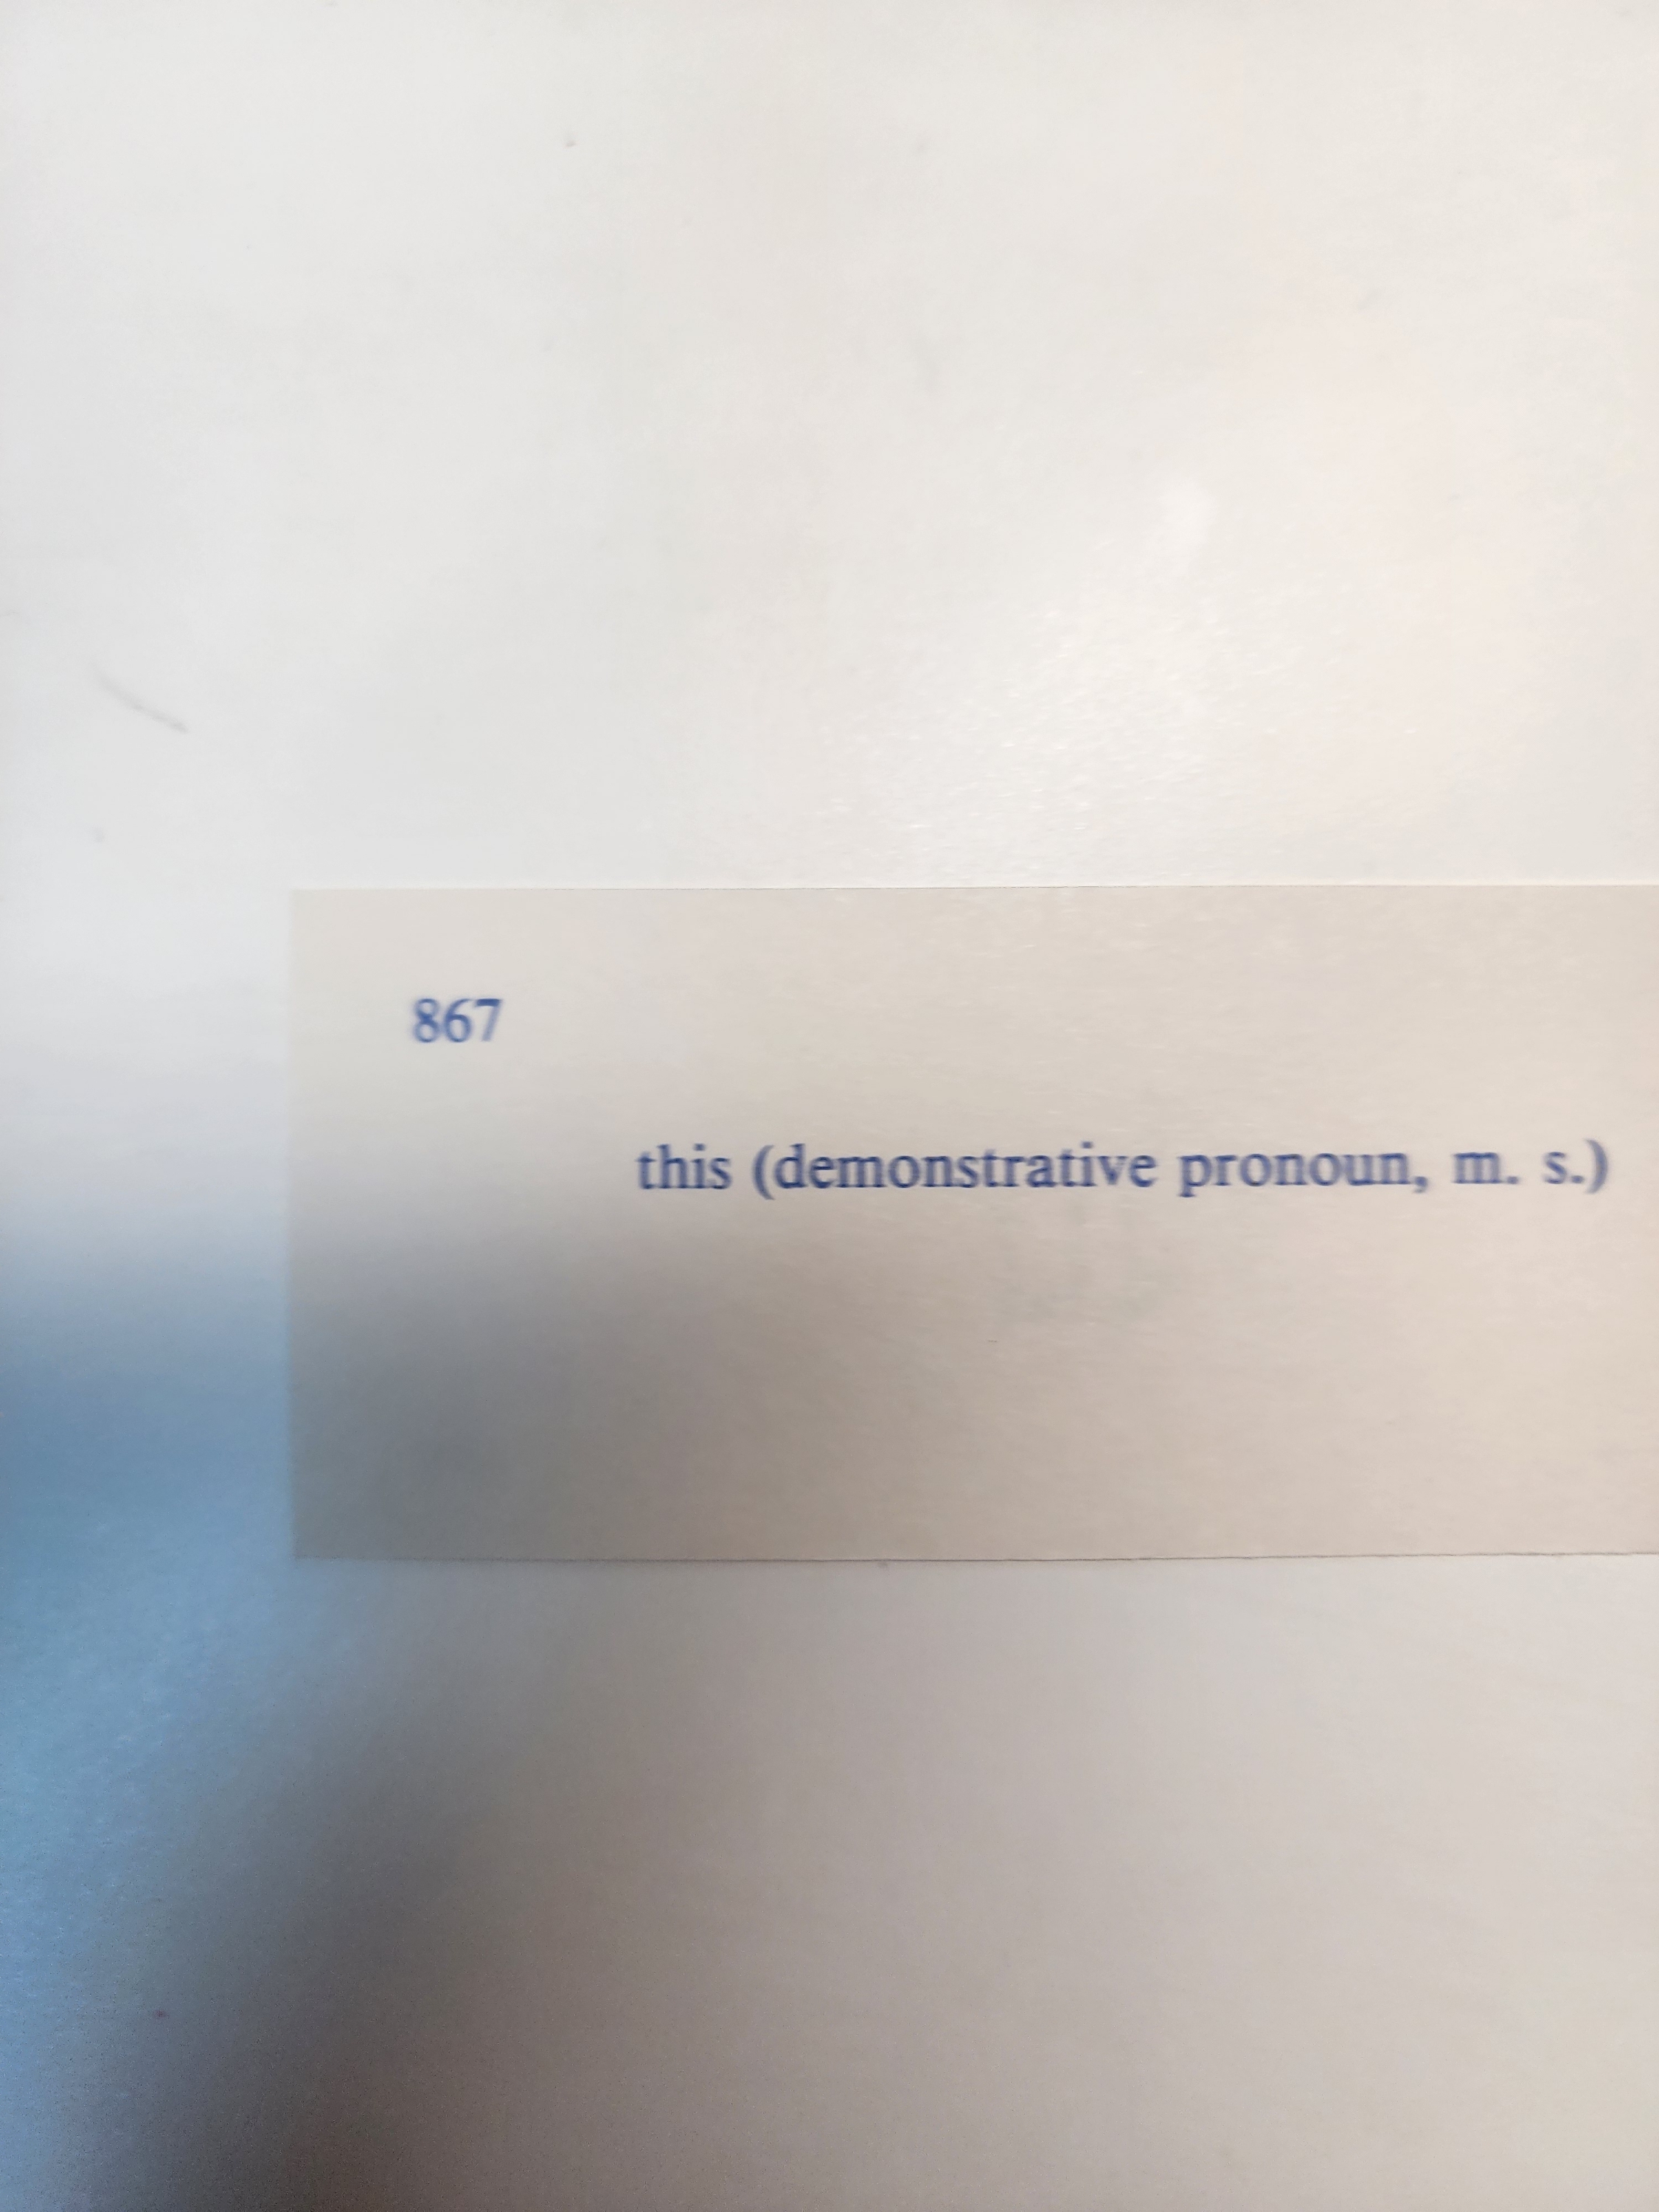 867
this (demonstrative pronoun, m. s.)